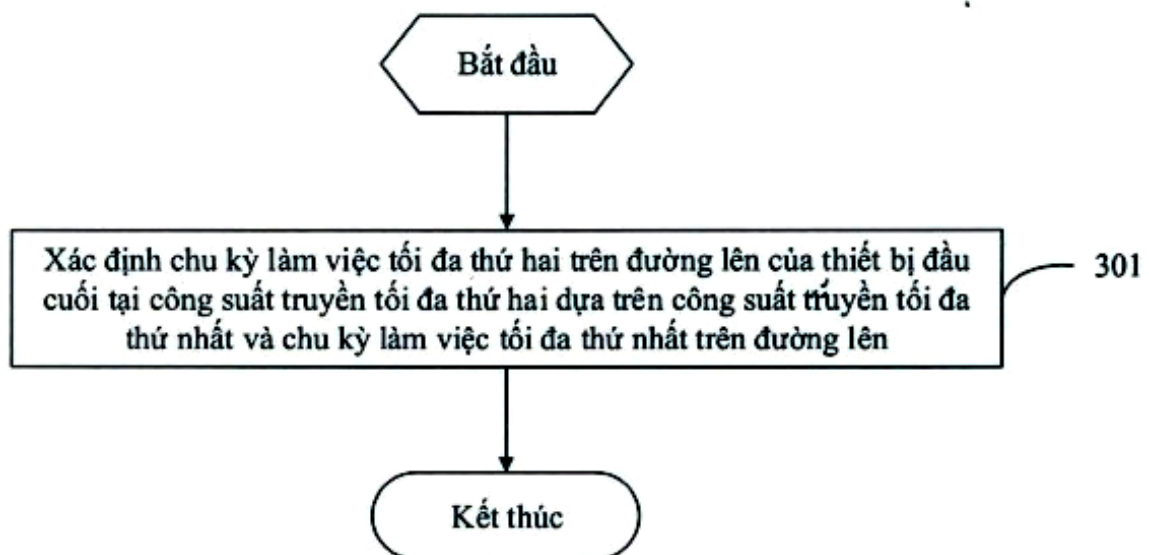 Bắt đầu
Xác định chu kỳ làm việc tối đa thứ hai trên đường lên của thiết bị đầu
cuối tại công suất truyền tối đa thứ hai dựa trên công suất truyền tối đa
thứ nhất và chu kỳ làm việc tối đa thứ nhất trên đường lên
301
Kết thúc